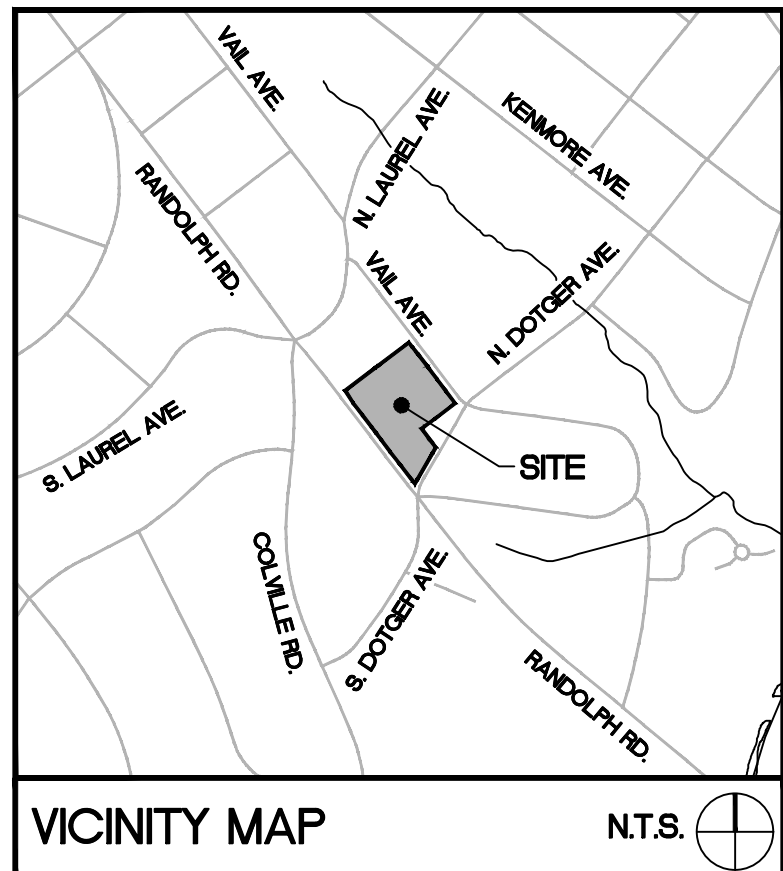 VAIL AVE.
N. LAUREL AVE.
KENMORE AVE.
RANDOLPH RD.
VAIL AVE.
N. DOTGER AVE.
S. LAUREL AVE.
SITE
COLVILLE RD.
S. DOTGER AVE.
RANDOLPH RD.
VICINITY MAP
N.T.S.